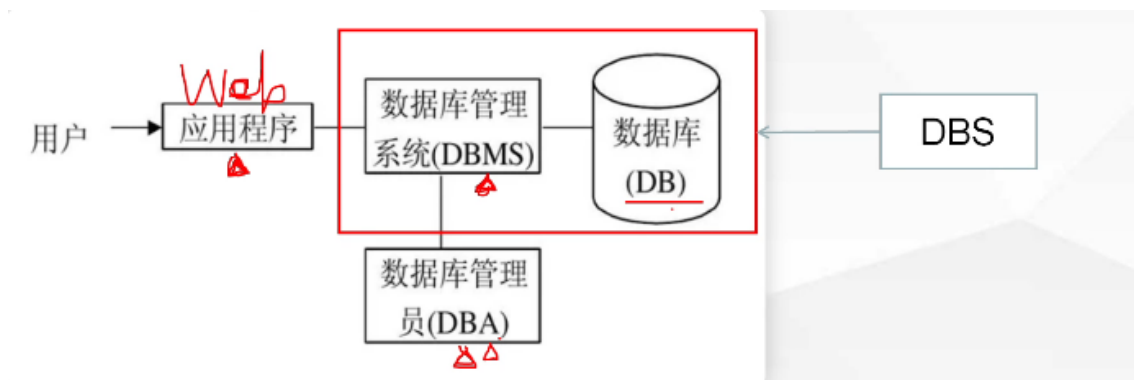 Web
用户
应用程序
数据库管理
系统(DBMS)
数据库
(DB)
DBS
数据库管理
员(DBA)